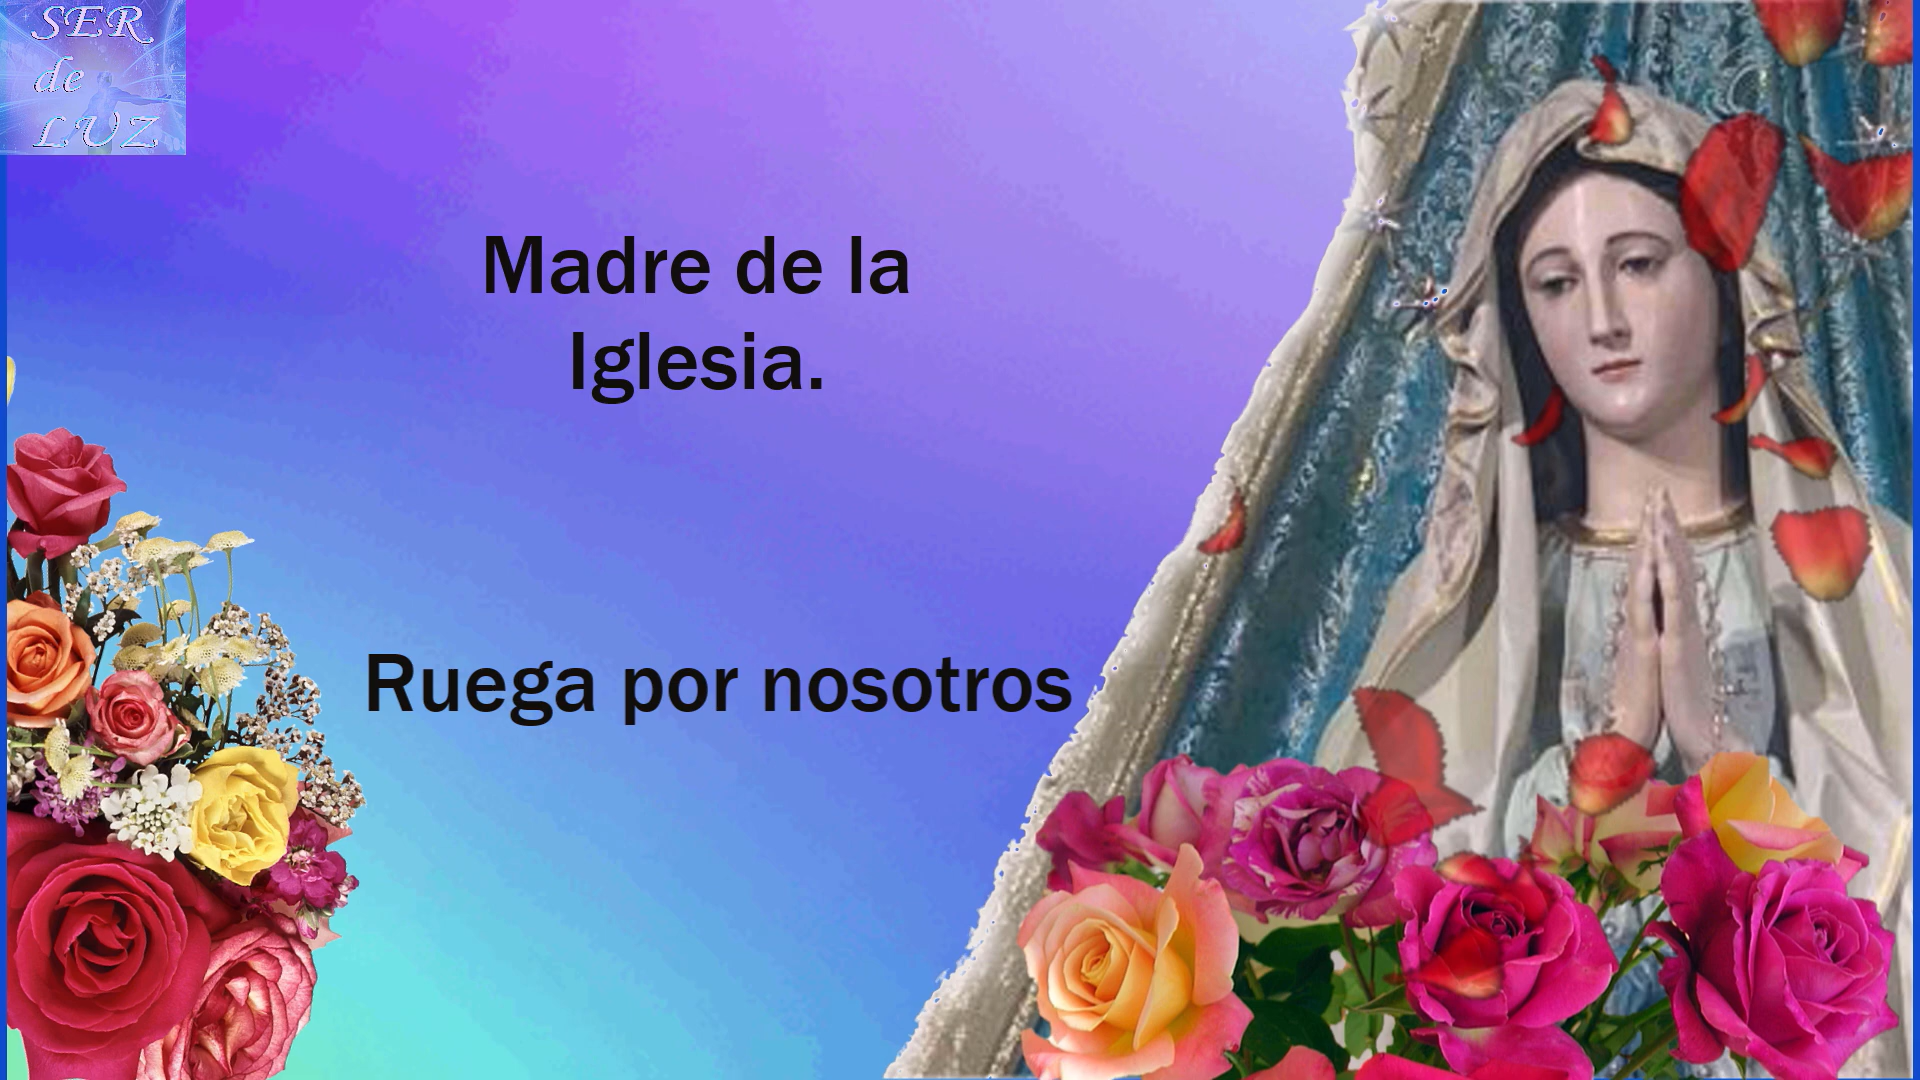 SER
de
LUZ
Madre de la
Iglesia.
Ruega por nosotros